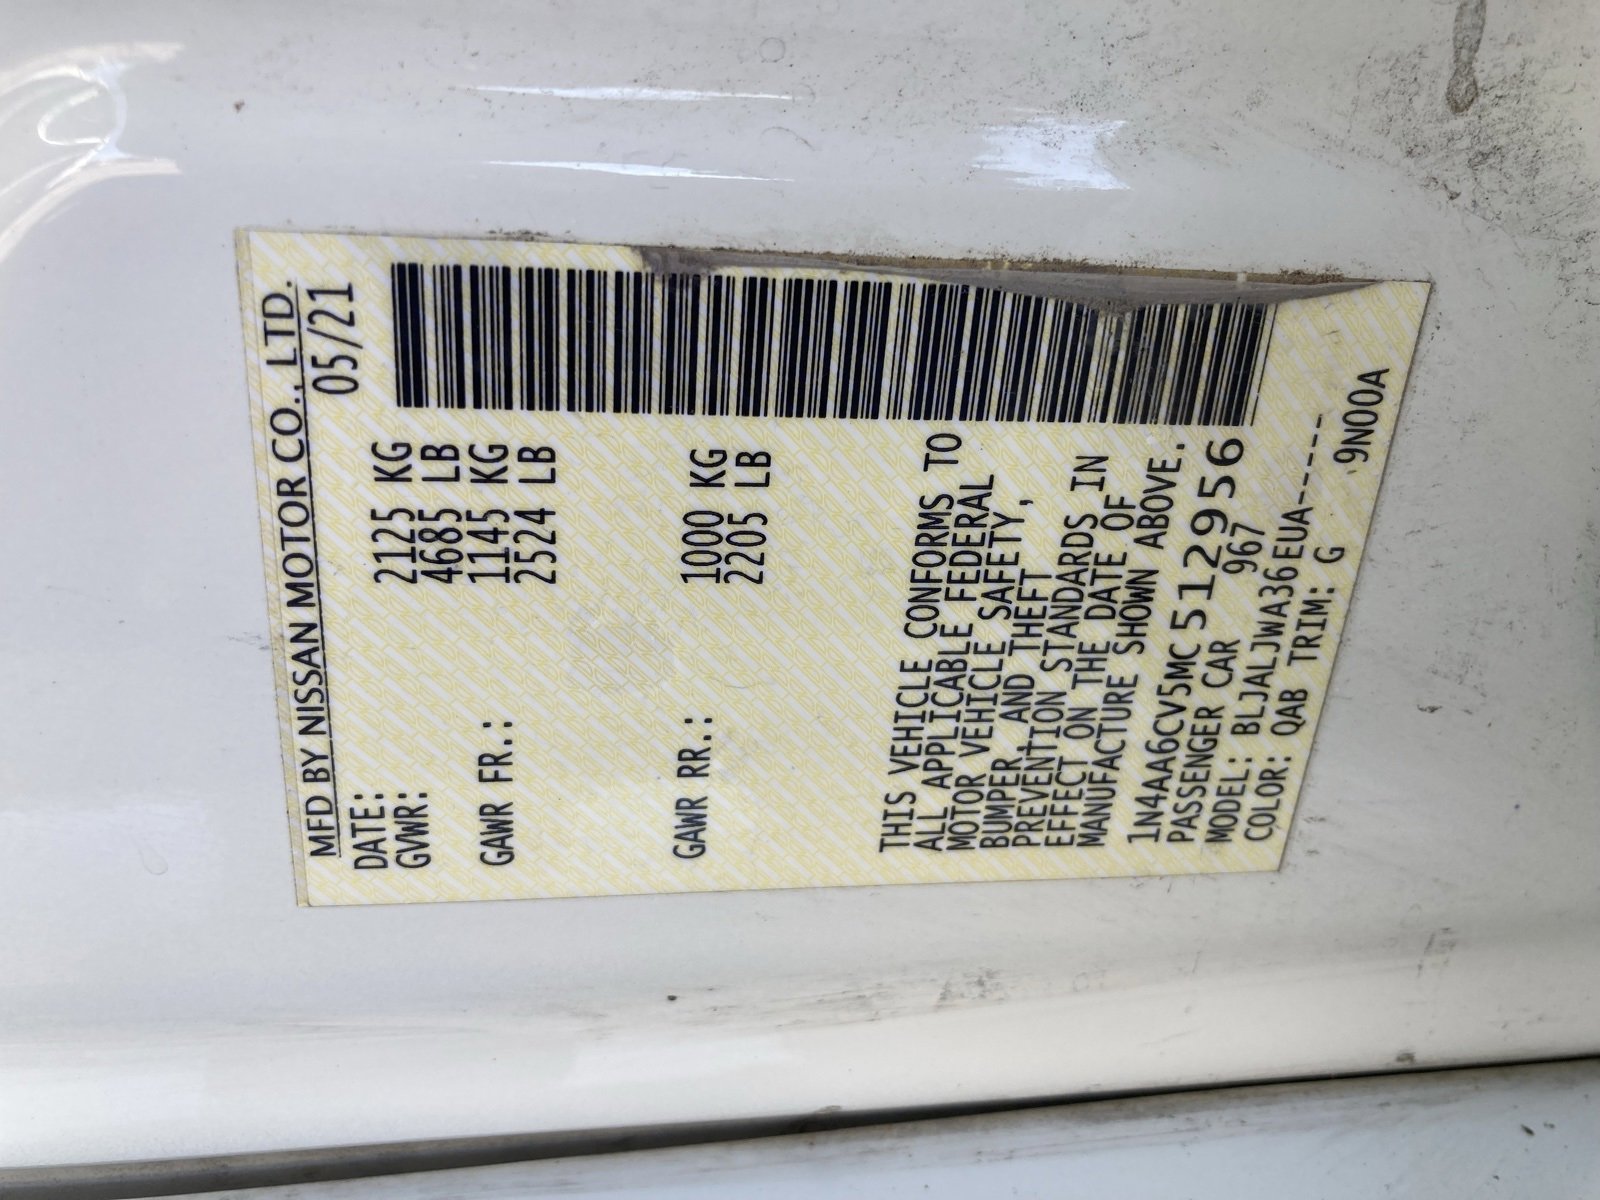 MFD BY NISSAN MOTOR CO., LTD.
DATE: 05/21
GVWR: 2125 KG
4685 LB
GAWR FR.: 1145 KG
2524 LB
GAWR RR.: 1000 KG
2205 LB
THIS VEHICLE CONFORMS TO
ALL APPLICABLE FEDERAL
MOTOR VEHICLE SAFETY,
BUMPER, AND THEFT
PREVENTION STANDARDS IN
EFFECT ON THE DATE OF
MANUFACTURE SHOWN ABOVE.
1N4AA6CV5MC512956
PASSENGER CAR 967
MODEL: BLJALJWA36EUA-----
COLOR: QAB TRIM: G 9N00A